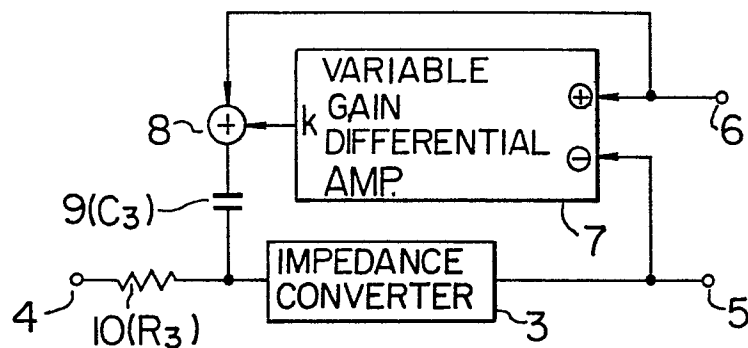 VARIABLE
GAIN
DIFFERENTIAL
AMP.
k
+
−
+
8
6
7
9(C3)
IMPEDANCE
CONVERTER
4
10(R3)
3
5